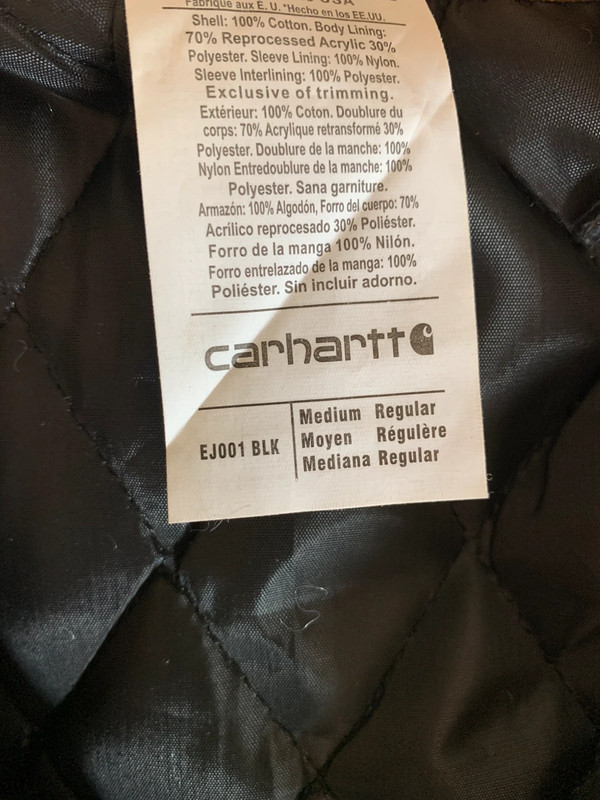 USA
Fabriqué aux E. U. *Hecho en los EE.UU.
Shell: 100% Cotton. Body Lining:
70% Reprocessed Acrylic 30%
Polyester. Sleeve Lining: 100% Nylon.
Sleeve Interlining: 100% Polyester.
Exclusive of trimming.
Extérieur: 100% Coton. Doublure du
corps: 70% Acrylique retransformé 30%
Polyester. Doublure de la manche: 100%
Nylon Entredoublure de la manche: 100%
Polyester. Sana garniture.
Armazón: 100% Algodón, Forro del cuerpo: 70%
Acrílico reprocesado 30% Poliéster.
Forro de la manga 100% Nilón.
Forro entrelazado de la manga: 100%
Poliéster. Sin incluir adorno.
carhartt
EJ001 BLK
Medium Regular
Moyen Régulère
Mediana Regular